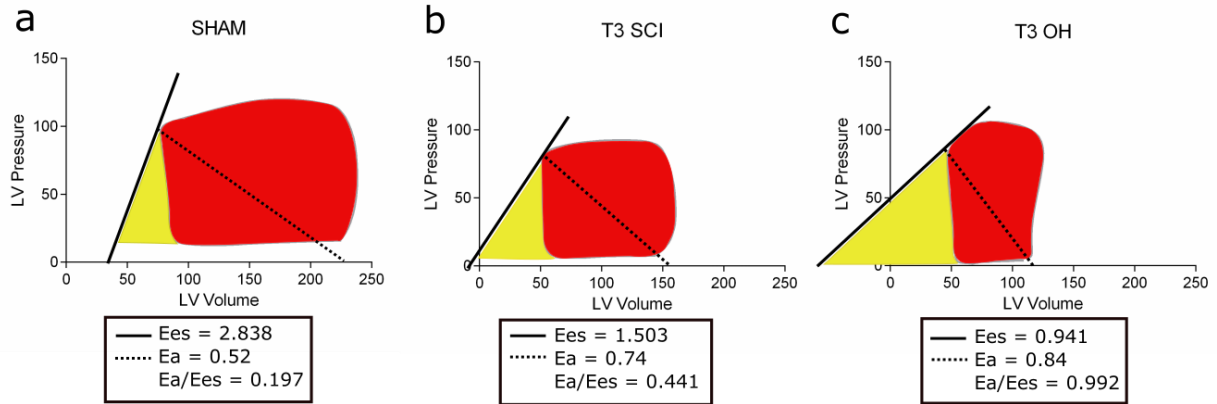 a
SHAM
150
100
50
0
LV Pressure
0 50 100 150 200 250
LV Volume
Ees = 2.838
Ea = 0.52
Ea/Ees = 0.197
b
T3 SCI
150
100
50
0
LV Pressure
0 50 100 150 200 250
LV Volume
Ees = 1.503
Ea = 0.74
Ea/Ees = 0.441
c
T3 OH
150
100
50
0
LV Pressure
0 50 100 150 200 250
LV Volume
Ees = 0.941
Ea = 0.84
Ea/Ees = 0.992